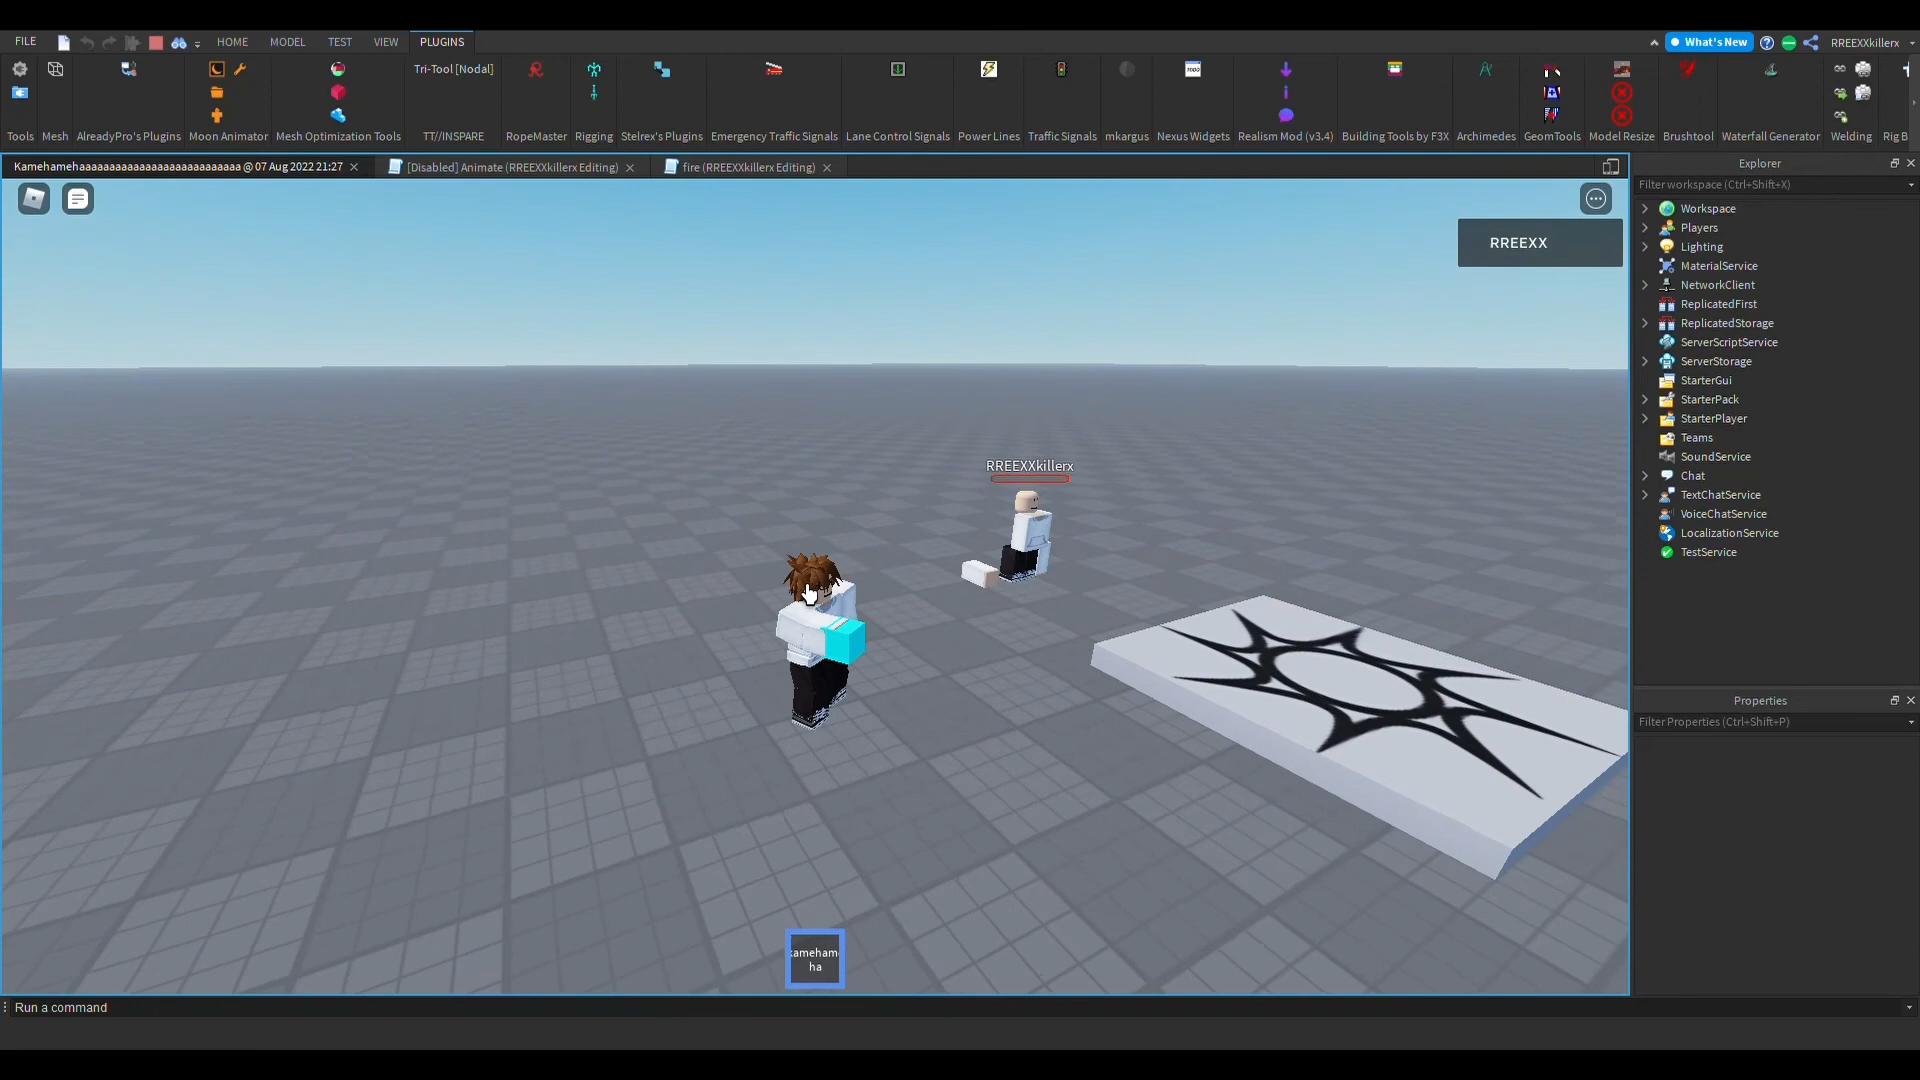 FILE HOME MODEL TEST VIEW PLUGINS What's New RREEXXkillerx
Tri-Tool [Nodal]
Tools Mesh AlreadyPro's Plugins Moon Animator Mesh Optimization Tools TT//INSPARE RopeMaster Rigging Stelrex's Plugins Emergency Traffic Signals Lane Control Signals Power Lines Traffic Signals mkargus Nexus Widgets Realism Mod (v3.4) Building Tools by F3X Archimedes GeomTools Model Resize Brushtool Waterfall Generator Welding Rig B
Kamehamehaaaaaaaaaaaaaaaaaaaaaaaaaaa @ 07 Aug 2022 21:27 [Disabled] Animate (RREEXXkillerx Editing) fire (RREEXXkillerx Editing)
RREEXX
RREEXXkillerx
kameham
ha
Explorer
Filter workspace (Ctrl+Shift+X)
Workspace
Players
Lighting
MaterialService
NetworkClient
ReplicatedFirst
ReplicatedStorage
ServerScriptService
ServerStorage
StarterGui
StarterPack
StarterPlayer
Teams
SoundService
Chat
TextChatService
VoiceChatService
LocalizationService
TestService
Properties
Filter Properties (Ctrl+Shift+P)
Run a command